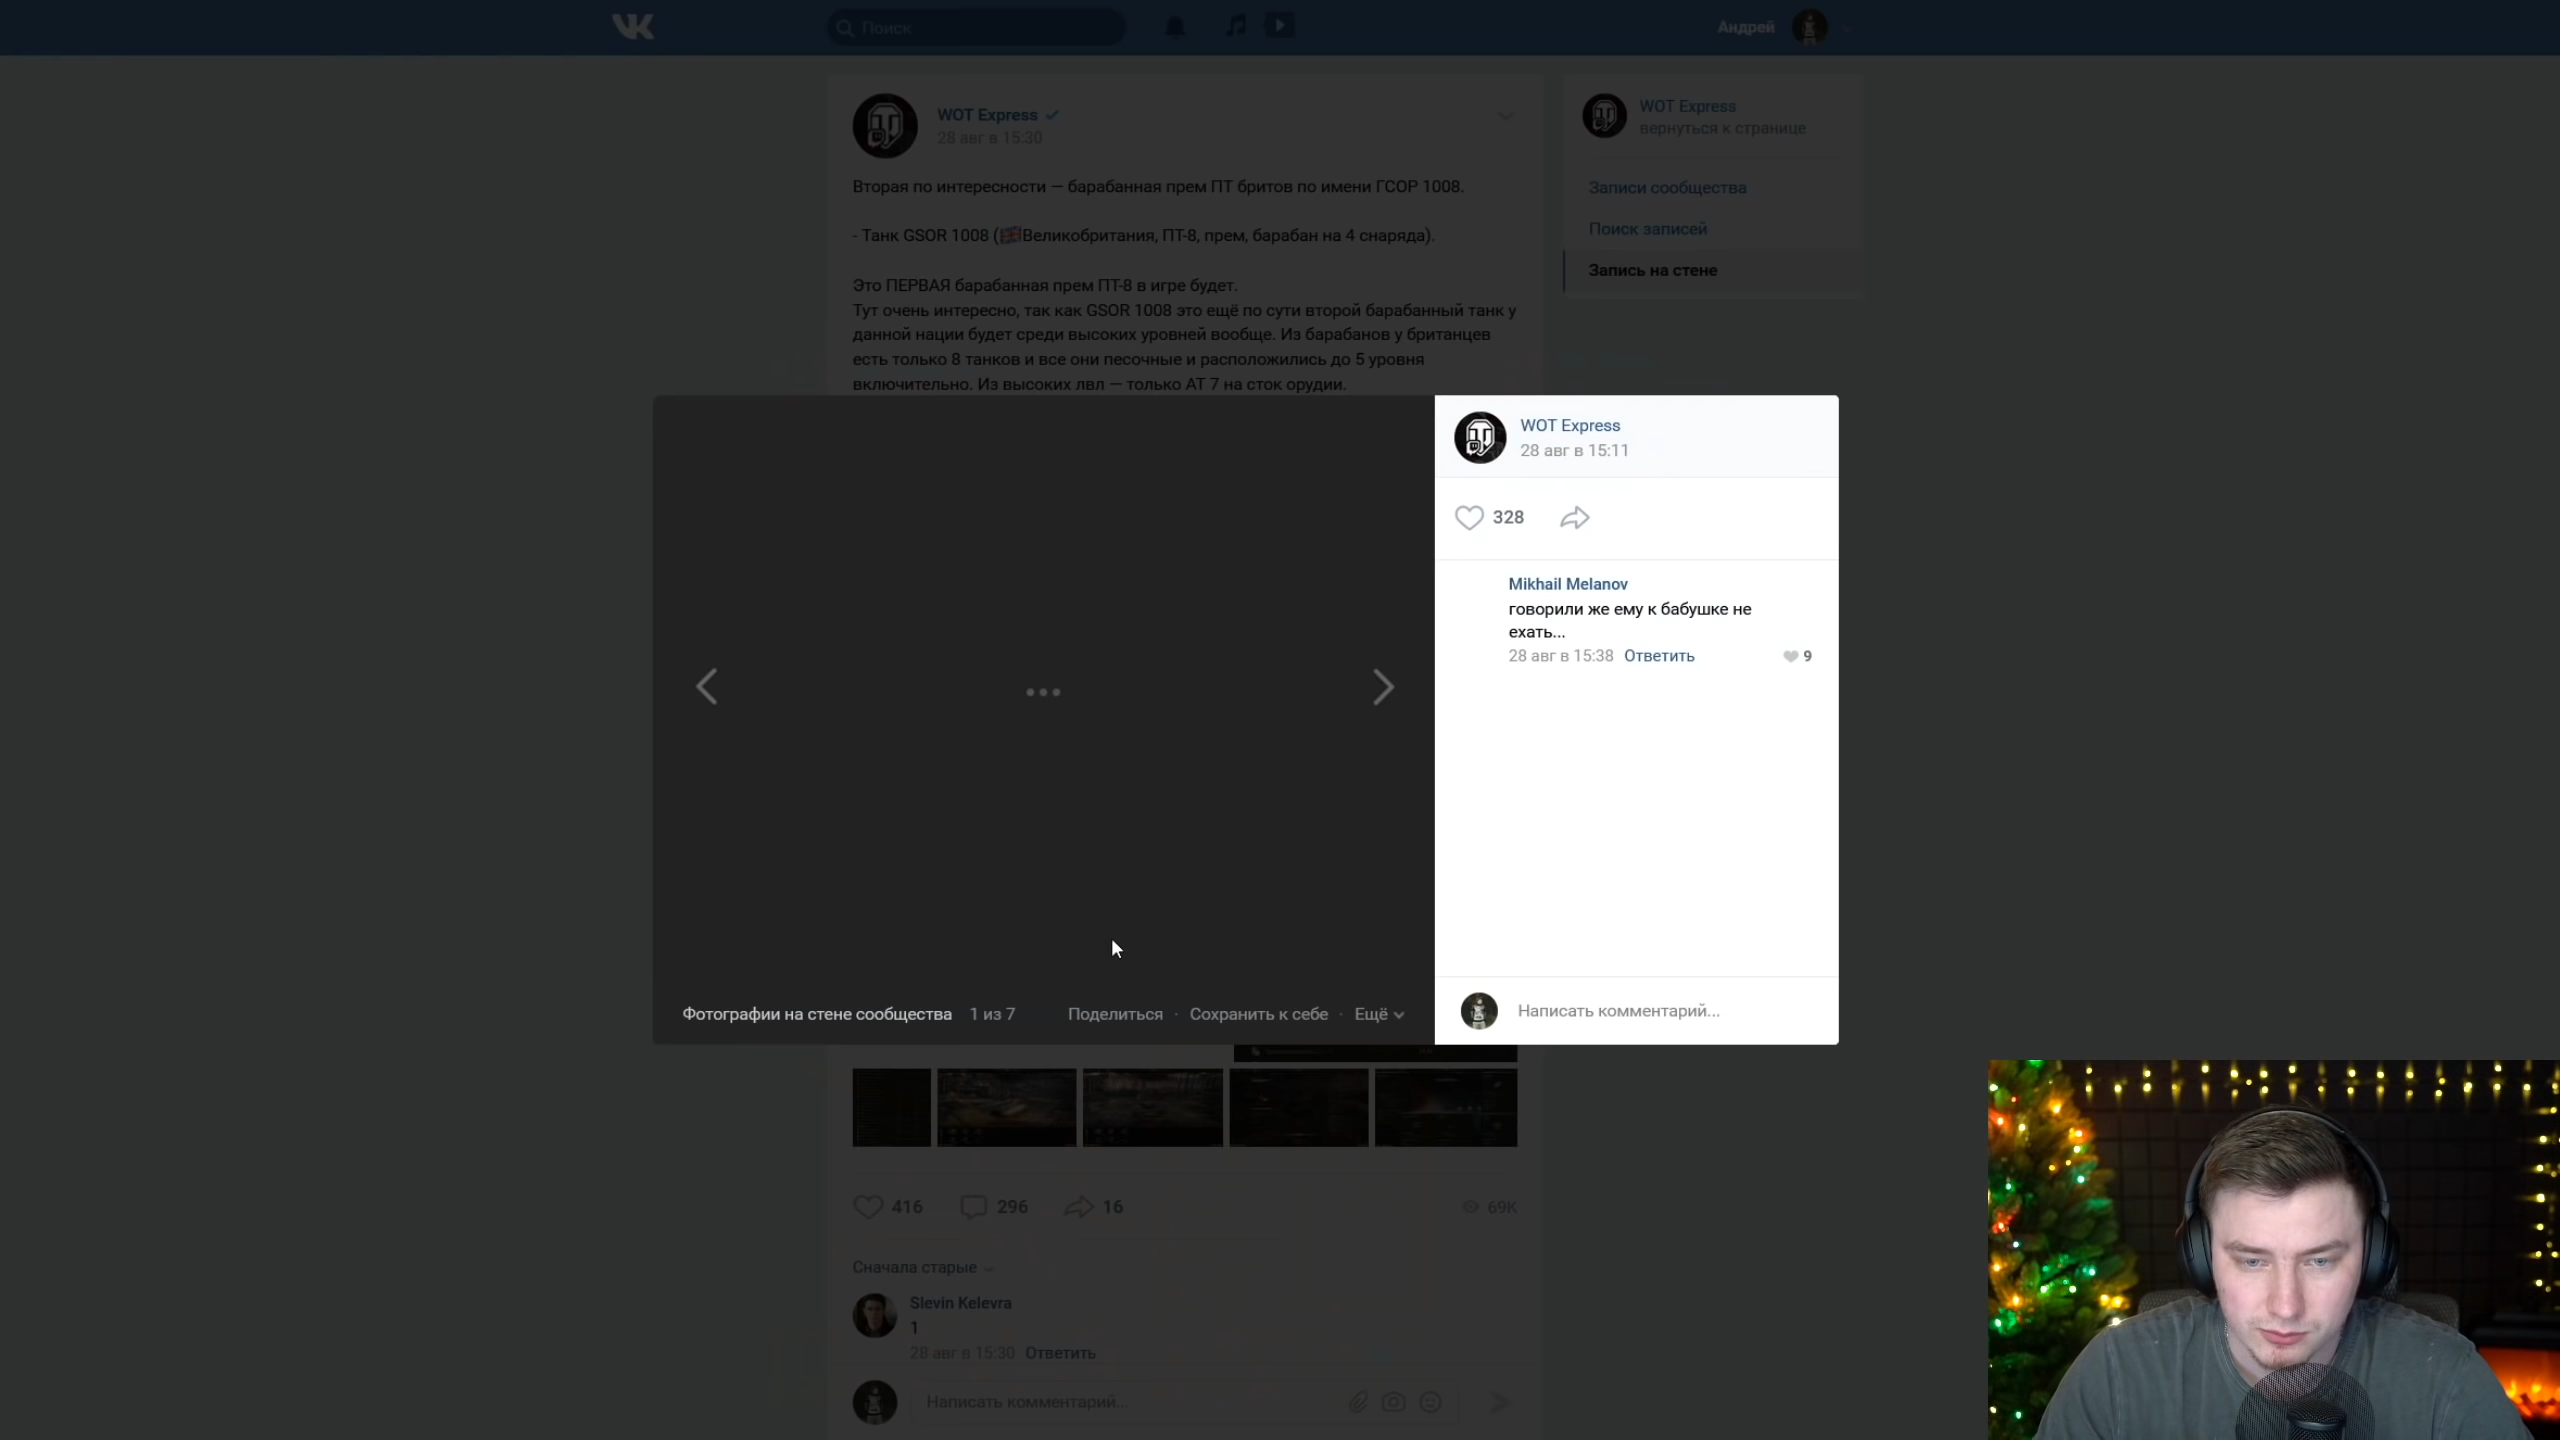 Поиск
Андрей
WOT Express
28 авг в 15:30
Вторая по интересности — барабанная прем ПТ бритов по имени ГСОР 1008.
- Танк GSOR 1008 (🇬🇧Великобритания, ПТ-8, прем, барабан на 4 снаряда).
Это ПЕРВАЯ барабанная прем ПТ-8 в игре будет.
Тут очень интересно, так как GSOR 1008 это ещё по сути второй барабанный танк у
данной нации будет среди высоких уровней вообще. Из барабанов у британцев
есть только 8 танков и все они песочные и расположились до 5 уровня
включительно. Из высоких лвл — только АТ 7 на сток орудии.
WOT Express
вернуться к странице
Записи сообщества
Поиск записей
Запись на стене
WOT Express
28 авг в 15:11
328
Mikhail Melanov
говорили же ему к бабушке не
ехать...
28 авг в 15:38 Ответить 9
Написать комментарий...
Фотографии на стене сообщества 1 из 7 Поделиться · Сохранить к себе · Ещё
416 296 16 69K
Сначала старые
Slevin Kelevra
1
28 авг в 15:30 Ответить
Написать комментарий...